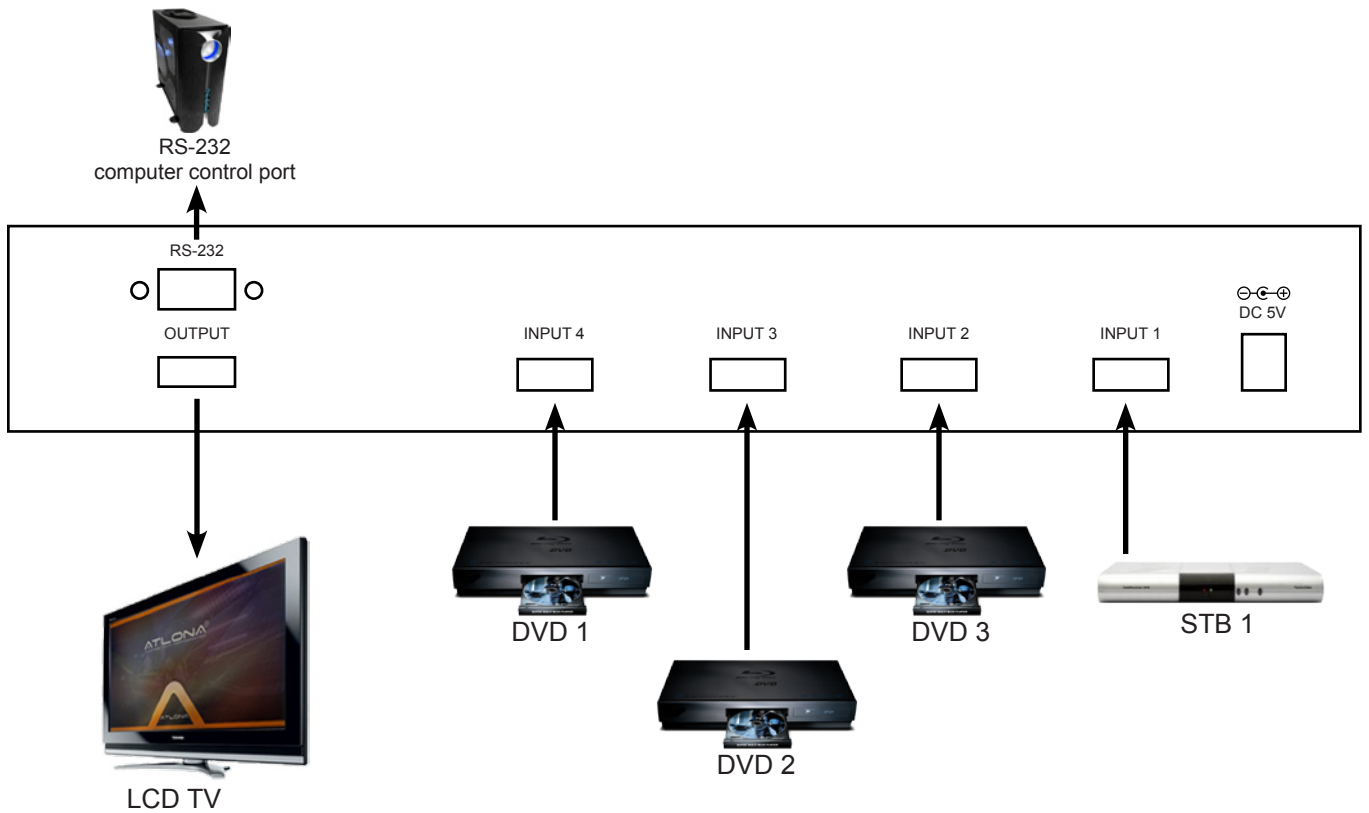 RS-232
computer control port
RS-232
OUTPUT
INPUT 4
INPUT 3
INPUT 2
INPUT 1
DC 5V
DVD 1
DVD 2
DVD 3
STB 1
ATLONA®
ATLONA
LCD TV